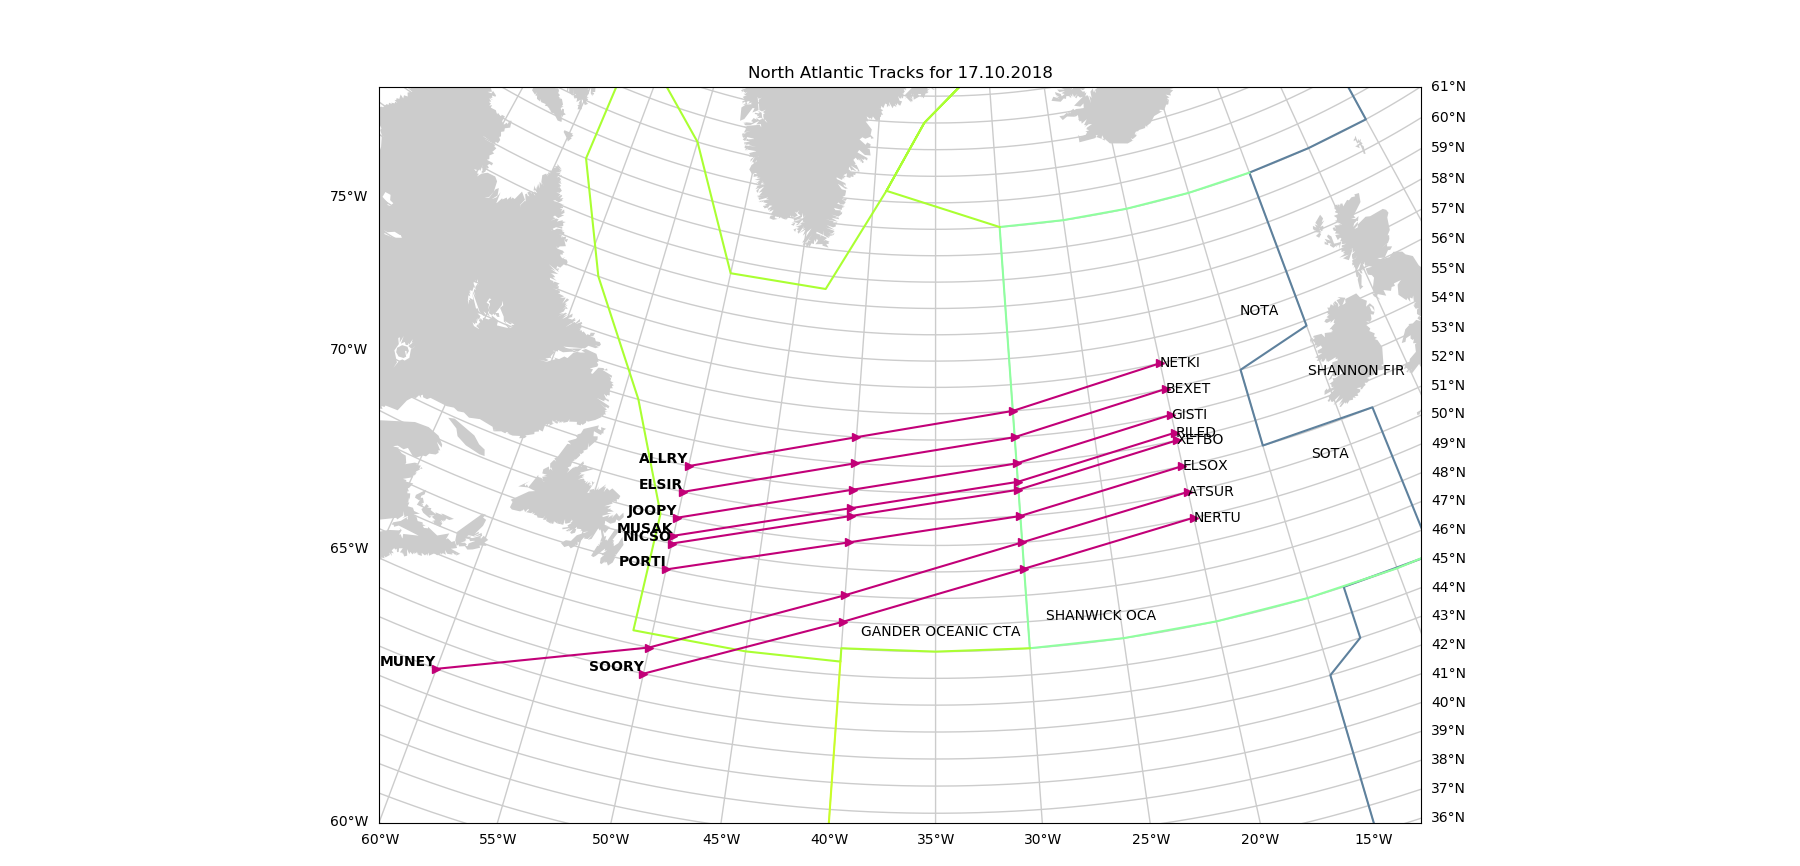 North Atlantic Tracks for 17.10.2018
61°N
60°N
59°N
58°N
75°W
57°N
56°N
55°N
54°N
NOTA
53°N
70°W
52°N
NETKI
SHANNON FIR
51°N
BEXET
50°N
GISTI
RILED
XETBO
49°N
SOTA
ALLRY
ELSOX
48°N
ELSIR
ATSUR
47°N
JOOPY
NERTU
MUSAK
46°N
NICSO
65°W
45°N
PORTI
44°N
43°N
SHANWICK OCA
GANDER OCEANIC CTA
42°N
MUNEY
SOORY
41°N
40°N
39°N
38°N
37°N
36°N
60°W
60°W 55°W 50°W 45°W 40°W 35°W 30°W 25°W 20°W 15°W